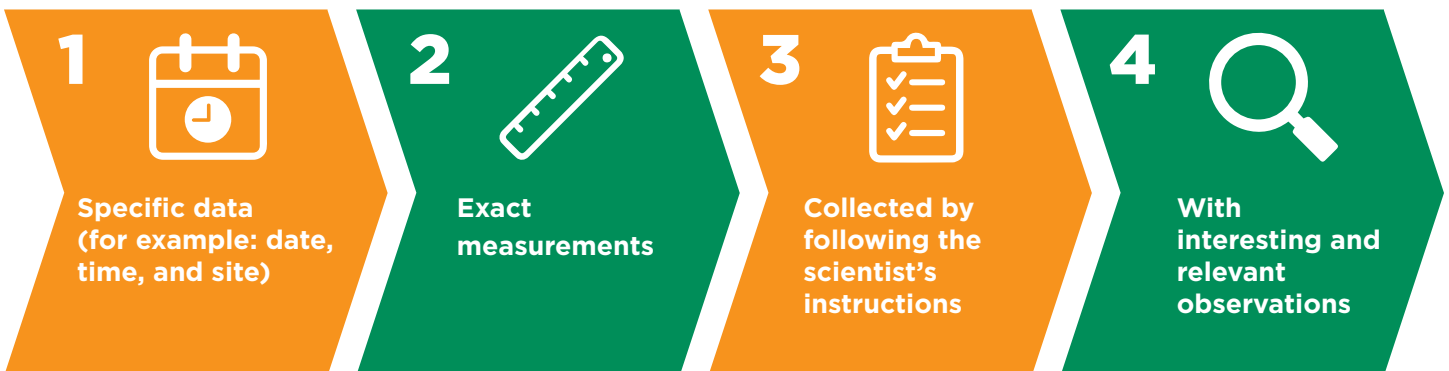 1
Specific data
(for example: date,
time, and site)
2
Exact
measurements
3
Collected by
following the
scientist's
instructions
4
With
interesting and
relevant
observations